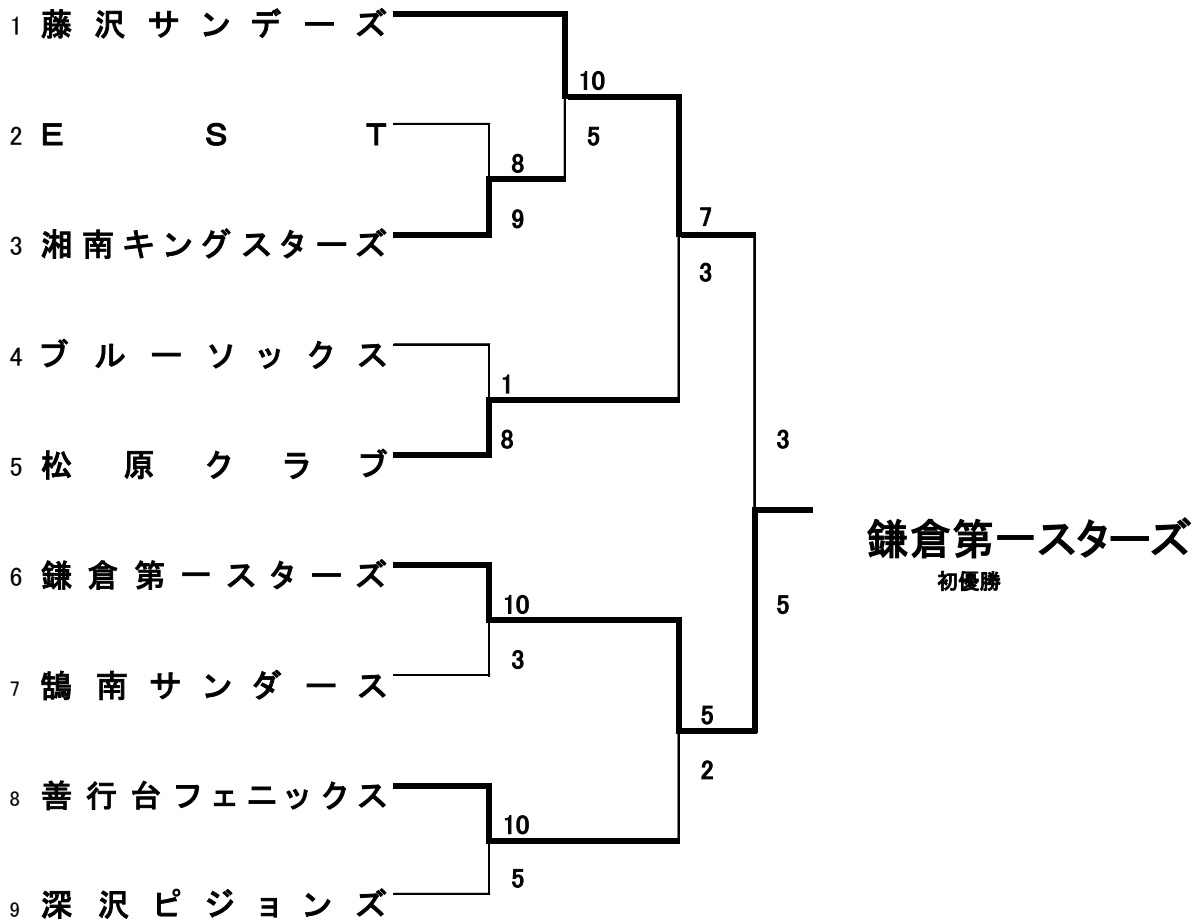 1 藤沢サンデーズ
10
2 EST
5
8
9
3 湘南キングスターズ
7
3
4 ブルーソックス
1
8
5 松原クラブ
3
鎌倉第一スターズ
初優勝
6 鎌倉第一スターズ
10
5
3
7 鵠南サンダース
5
2
8 善行台フェニックス
10
5
9 深沢ピジョンズ